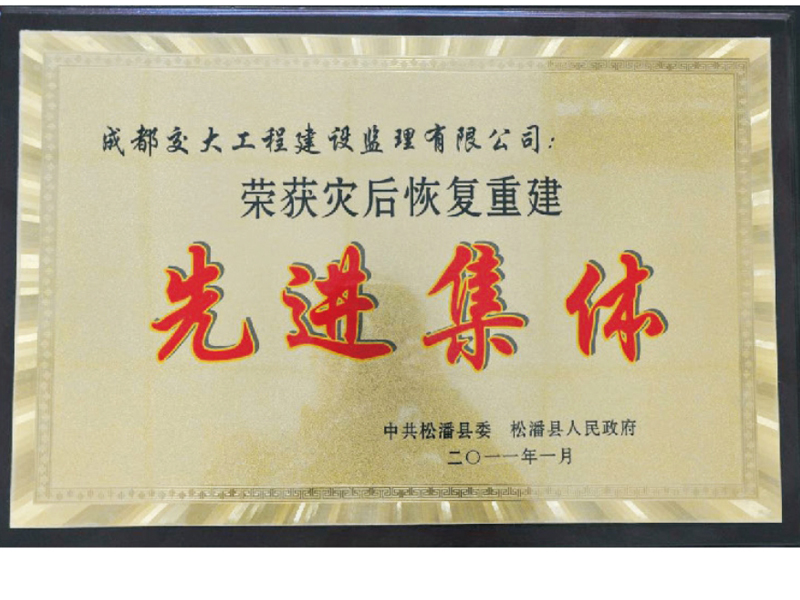 成都交大工程建设监理有限公司：
荣获灾后恢复重建
先进集体
中共松潘县委 松潘县人民政府
二〇一一年一月